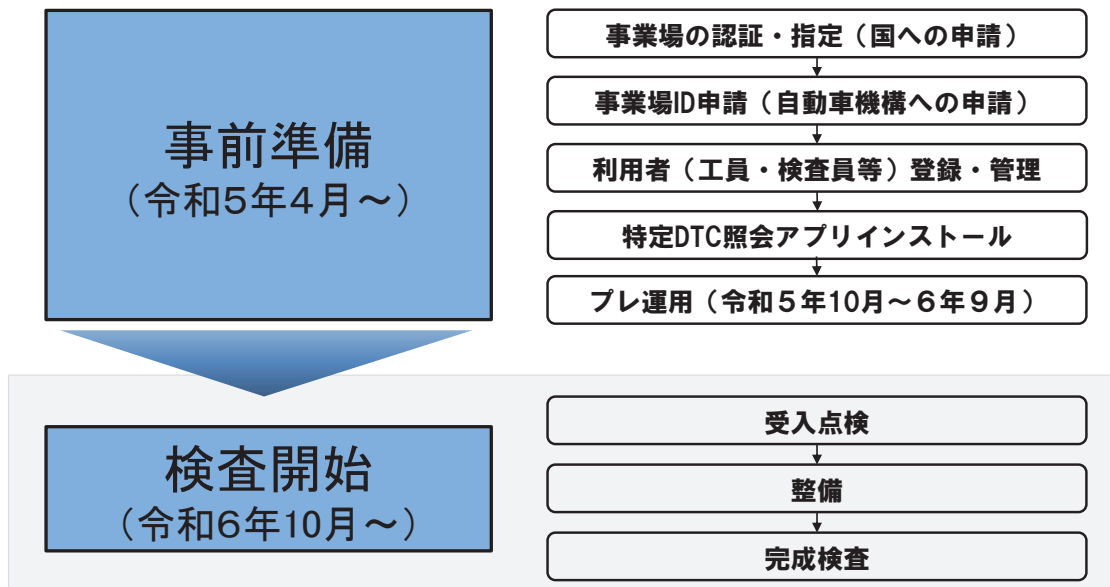 事前準備
（令和5年4月～）
事業場の認証・指定（国への申請）
事業場ID申請（自動車機構への申請）
利用者（工員・検査員等）登録・管理
特定DTC照会アプリインストール
プレ運用（令和５年10月～６年９月）
検査開始
（令和6年10月～）
受入点検
整備
完成検査